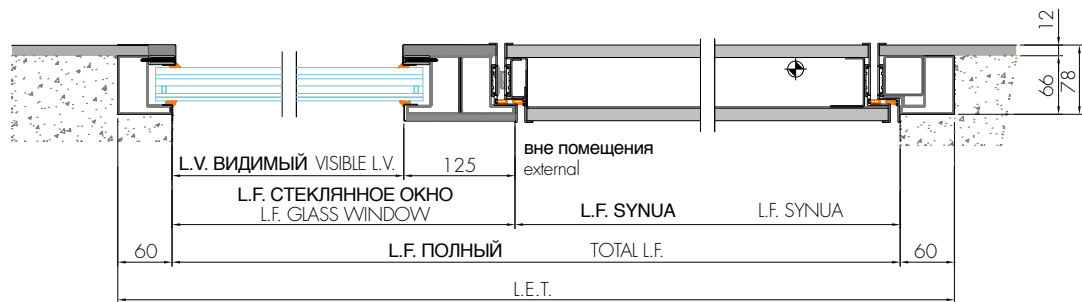 12
66
78
L.V. ВИДИМЫЙ VISIBLE L.V.
125
вне помещения
external
L.F. СТЕКЛЯННОЕ ОКНО
L.F. GLASS WINDOW
L.F. SYNUA L.F. SYNUA
60
L.F. ПОЛНЫЙ TOTAL L.F.
60
L.E.T.